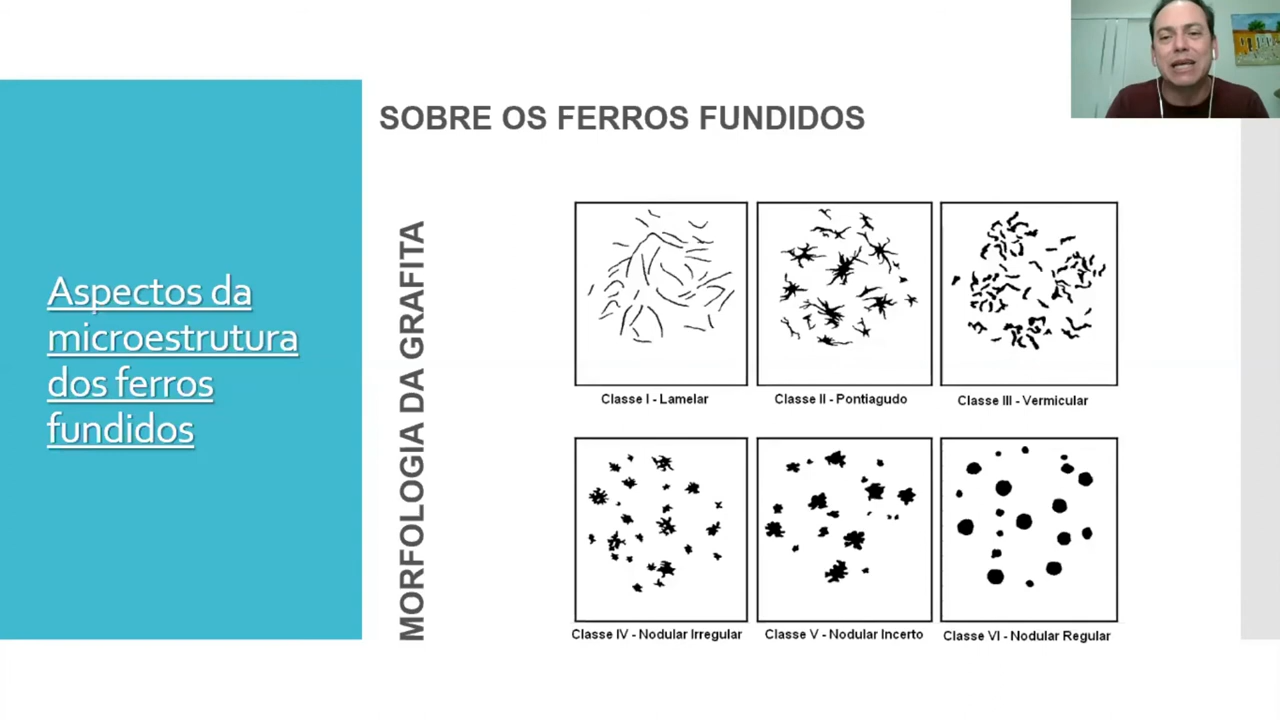 SOBRE OS FERROS FUNDIDOS
Aspectos da
microestrutura
dos ferros
fundidos
MORFOLOGIA DA GRAFITA
Classe I - Lamelar
Classe II - Pontiagudo
Classe III - Vermicular
Classe IV - Nodular Irregular
Classe V - Nodular Incerto
Classe VI - Nodular Regular